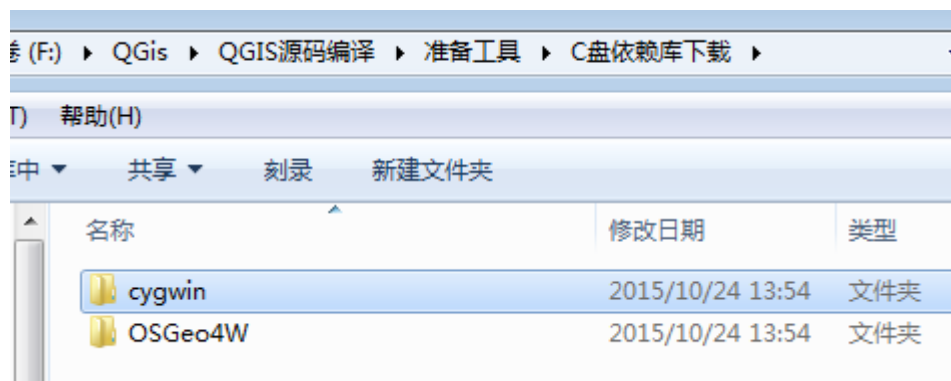 (F:) ▸ QGis ▸ QGIS源码编译 ▸ 准备工具 ▸ C盘依赖库下载 ▸
T) 帮助(H)
中 共享 刻录 新建文件夹
名称 修改日期 类型
cygwin 2015/10/24 13:54 文件夹
OSGeo4W 2015/10/24 13:54 文件夹